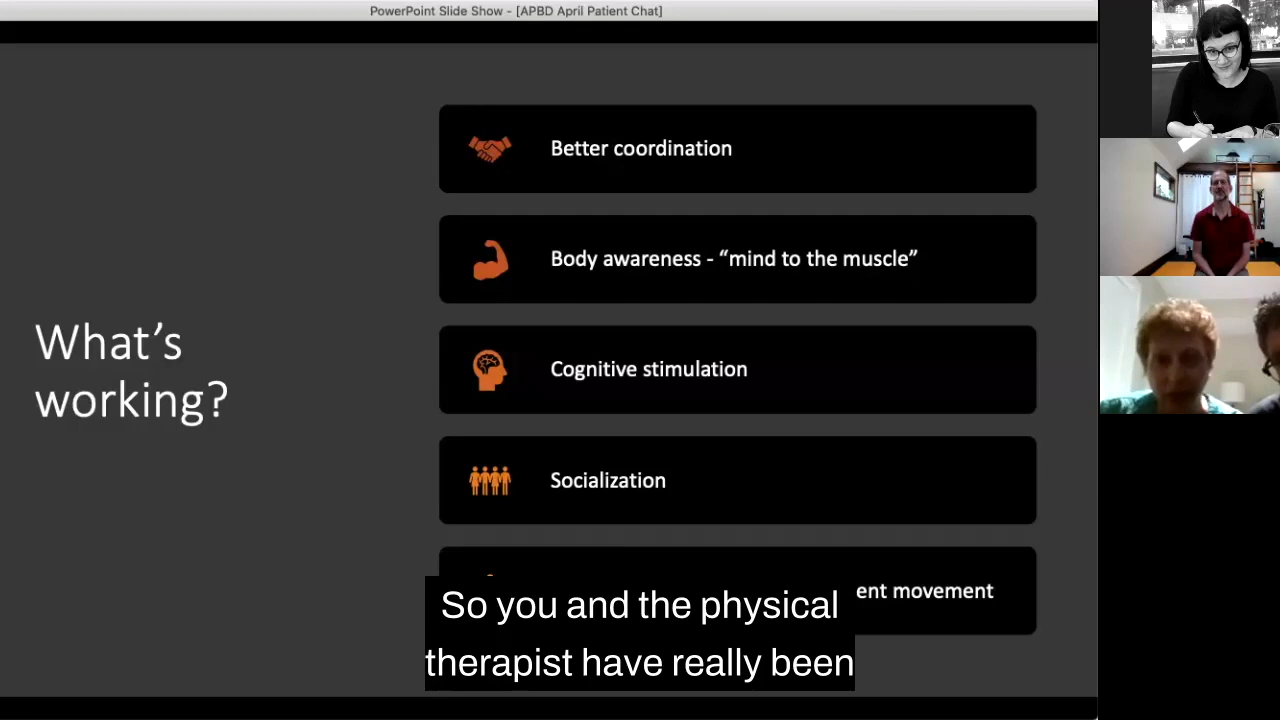 PowerPoint Slide Show - [APBD April Patient Chat]
What's
working?
Better coordination
Body awareness - “mind to the muscle”
Cognitive stimulation
Socialization
ent movement
So you and the physical
therapist have really been